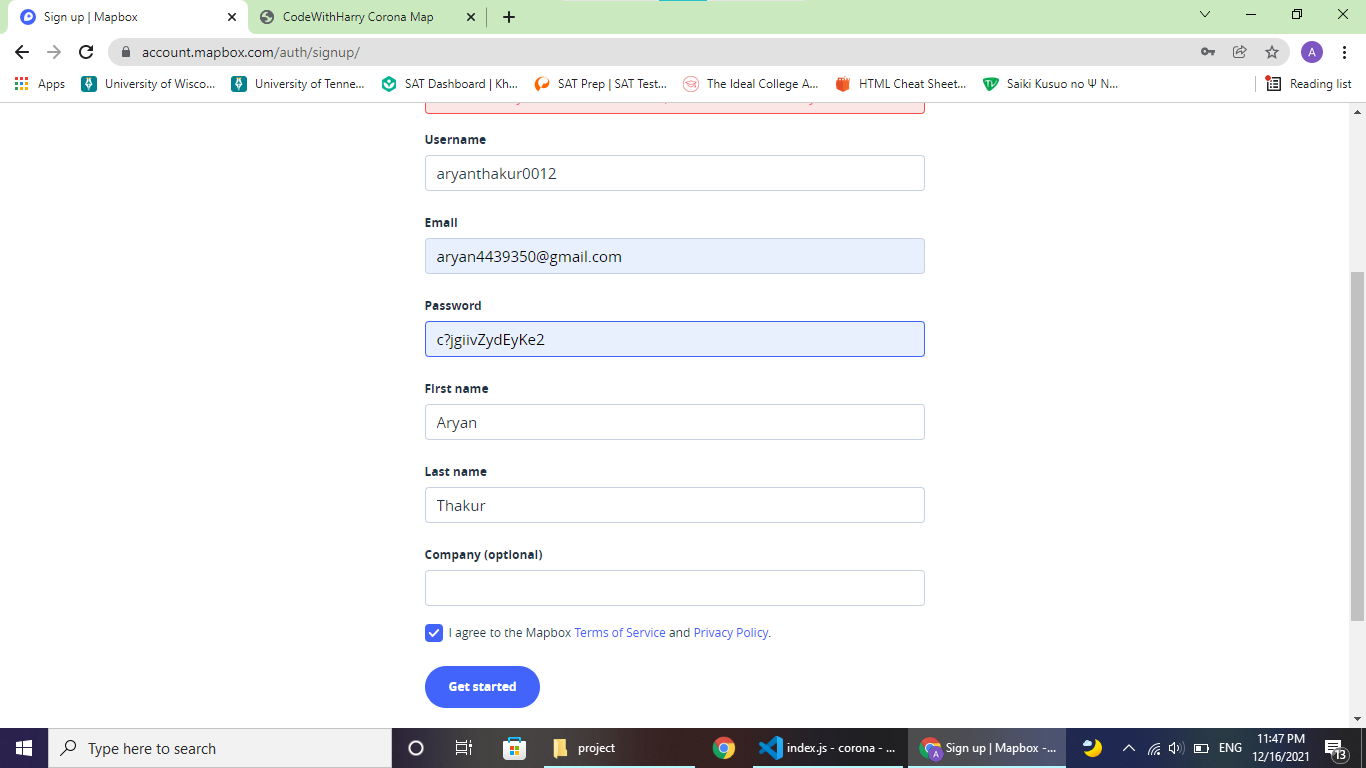 Sign up | Mapbox
CodeWithHarry Corona Map
account.mapbox.com/auth/signup/
A
Apps University of Wisco... University of Tenne... SAT Dashboard | Kh... SAT Prep | SAT Test... The Ideal College A... HTML Cheat Sheet... Saiki Kusuo no Ψ N... Reading list
Username
aryanthakur0012
Email
aryan4439350@gmail.com
Password
c?jgiivZydEyKe2
First name
Aryan
Last name
Thakur
Company (optional)
I agree to the Mapbox Terms of Service and Privacy Policy.
Get started
Type here to search
project
index.js - corona - ...
A
Sign up | Mapbox -...
ENG
11:47 PM
12/16/2021
13